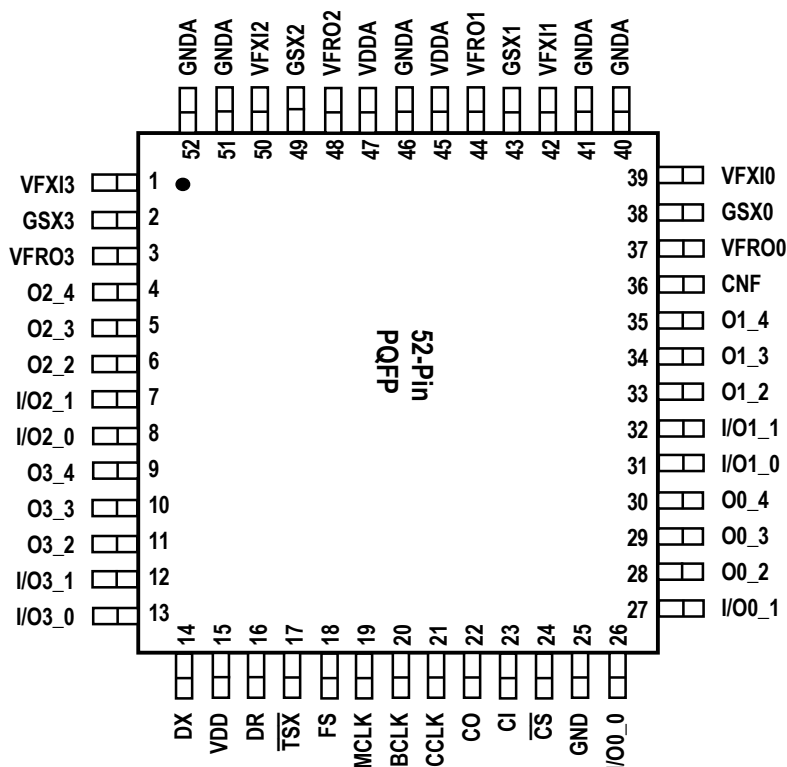 GNDA GNDA VFXI2 GSX2 VFRO2 VDDA GNDA VDDA VFRO1 GSX1 VFXI1 GNDA GNDA
52 51 50 49 48 47 46 45 44 43 42 41 40
VFXI3 1
GSX3 2
VFRO3 3
O2_4 4
O2_3 5
O2_2 6
I/O2_1 7
I/O2_0 8
O3_4 9
O3_3 10
O3_2 11
I/O3_1 12
I/O3_0 13
52-Pin
PQFP
39 VFXI0
38 GSX0
37 VFRO0
36 CNF
35 O1_4
34 O1_3
33 O1_2
32 I/O1_1
31 I/O1_0
30 O0_4
29 O0_3
28 O0_2
27 I/O0_1
14 15 16 17 18 19 20 21 22 23 24 25 26
DX VDD DR TSX FS MCLK BCLK CCLK CO CI CS GND I/O0_0